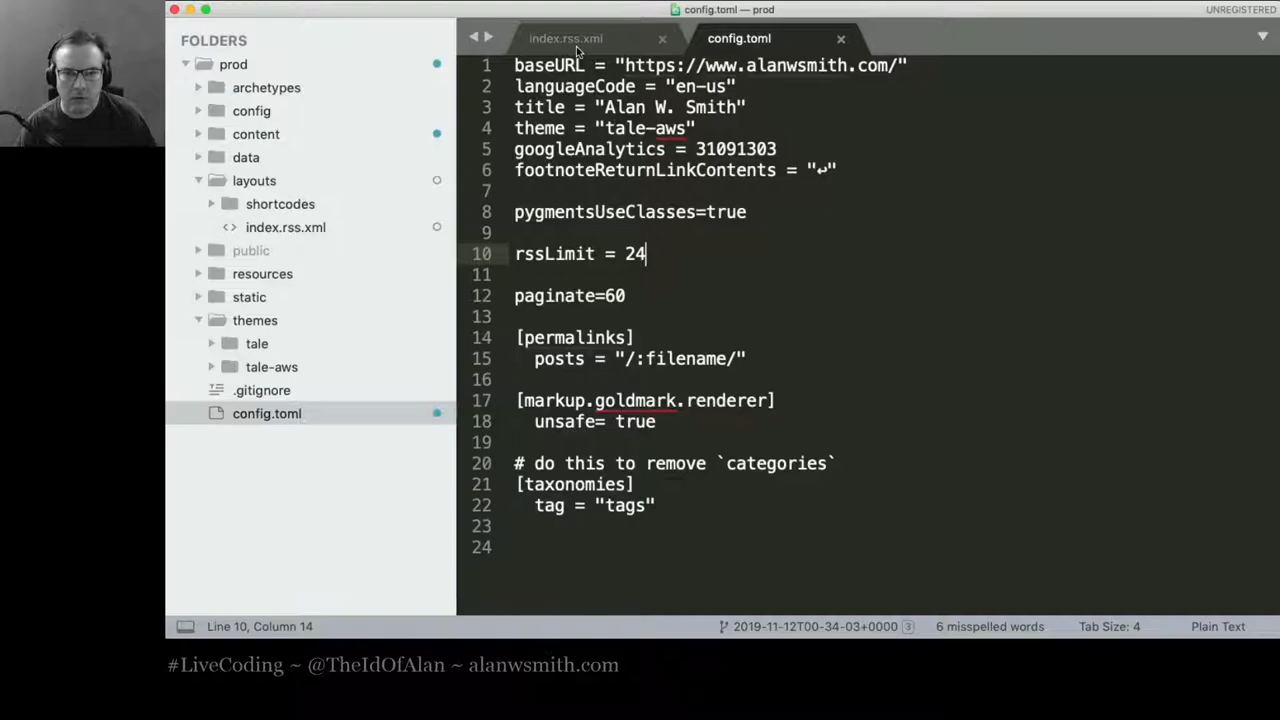 config.toml — prod
UNREGISTERED
FOLDERS
prod
archetypes
config
content
data
layouts
shortcodes
<> index.rss.xml
public
resources
static
themes
tale
tale-aws
.gitignore
config.toml
index.rss.xml
config.toml
1 baseURL = "https://www.alanwsmith.com/"
2 languageCode = "en-us"
3 title = "Alan W. Smith"
4 theme = "tale-aws"
5 googleAnalytics = 31091303
6 footnoteReturnLinkContents = "↩"
7
8 pygmentsUseClasses=true
9
10 rssLimit = 24
11
12 paginate=60
13
14 [permalinks]
15 posts = "/:filename/"
16
17 [markup.goldmark.renderer]
18 unsafe= true
19
20 # do this to remove `categories`
21 [taxonomies]
22 tag = "tags"
23
24
Line 10, Column 14
2019-11-12T00-34-03+0000 3
6 misspelled words
Tab Size: 4
Plain Text
#LiveCoding ~ @TheIdOfAlan ~ alanwsmith.com